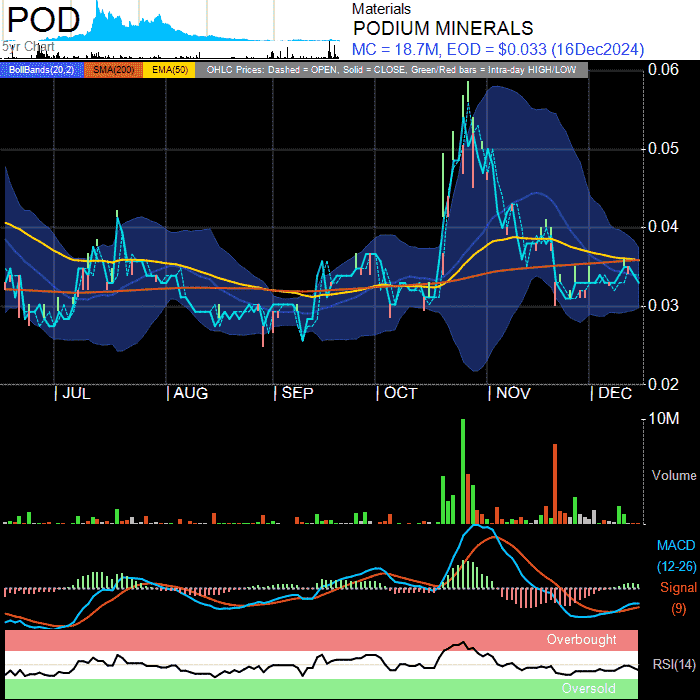 POD
5yr Chart
Materials
PODIUM MINERALS
MC = 18.7M, EOD = $0.033 (16Dec2024)
BollBands(20,2) SMA(200) EMA(50) OHLC Prices: Dashed = OPEN, Solid = CLOSE, Green/Red bars = Intra-day HIGH/LOW
0.06
0.05
0.04
0.03
0.02
JUL AUG SEP OCT NOV DEC
10M
Volume
MACD
(12-26)
Signal
(9)
Overbought
RSI(14)
Oversold